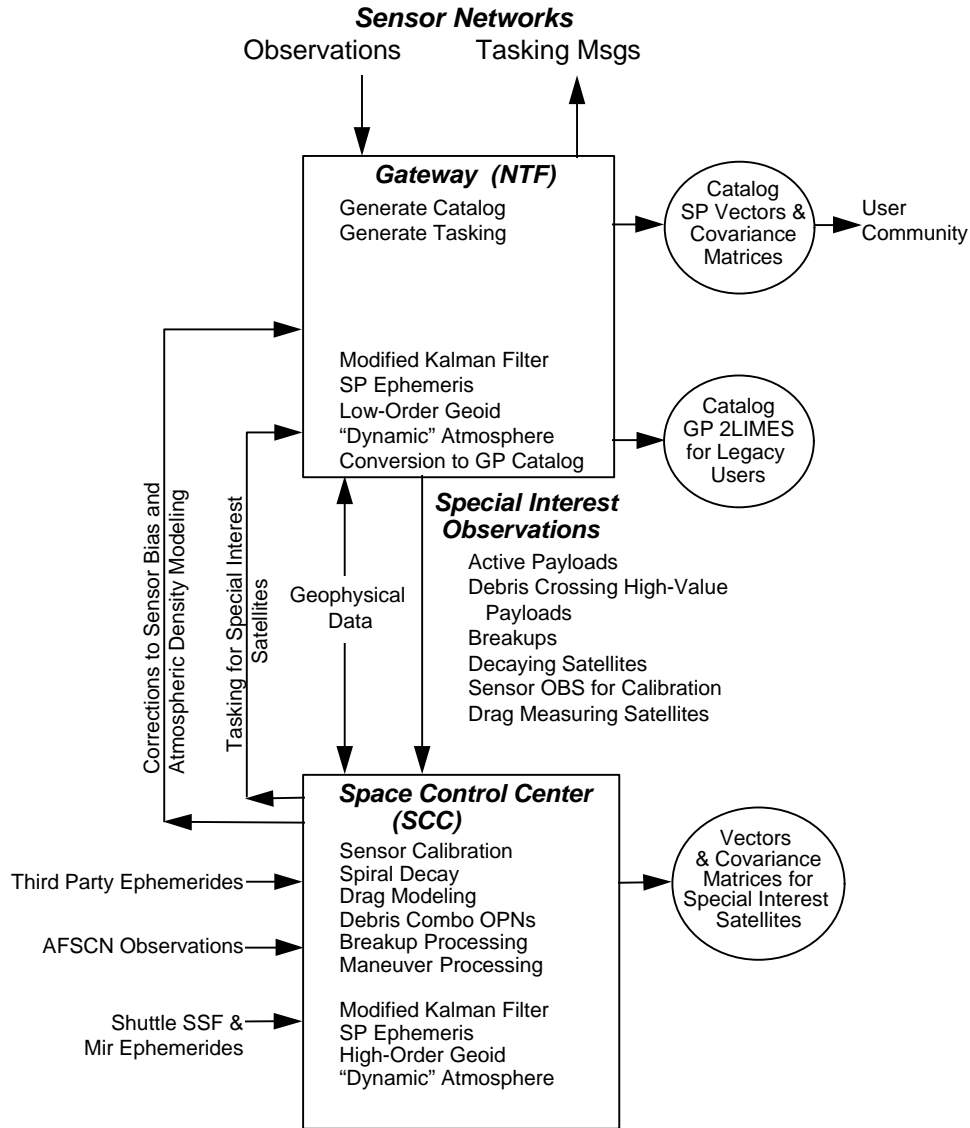 Sensor Networks
Observations
Tasking Msgs
Gateway (NTF)
Generate Catalog
Generate Tasking
Modified Kalman Filter
SP Ephemeris
Low-Order Geoid
“Dynamic” Atmosphere
Conversion to GP Catalog
Catalog
SP Vectors &
Covariance
Matrices
User
Community
Catalog
GP 2LIMES
for Legacy
Users
Corrections to Sensor Bias and
Atmospheric Density Modeling
Tasking for Special Interest
Satellites
Geophysical
Data
Special Interest
Observations
Active Payloads
Debris Crossing High-Value
Payloads
Breakups
Decaying Satellites
Sensor OBS for Calibration
Drag Measuring Satellites
Space Control Center
(SCC)
Sensor Calibration
Spiral Decay
Drag Modeling
Debris Combo OPNs
Breakup Processing
Maneuver Processing
Modified Kalman Filter
SP Ephemeris
High-Order Geoid
“Dynamic” Atmosphere
Third Party Ephemerides
AFSCN Observations
Shuttle SSF &
Mir Ephemerides
Vectors
& Covariance
Matrices for
Special Interest
Satellites